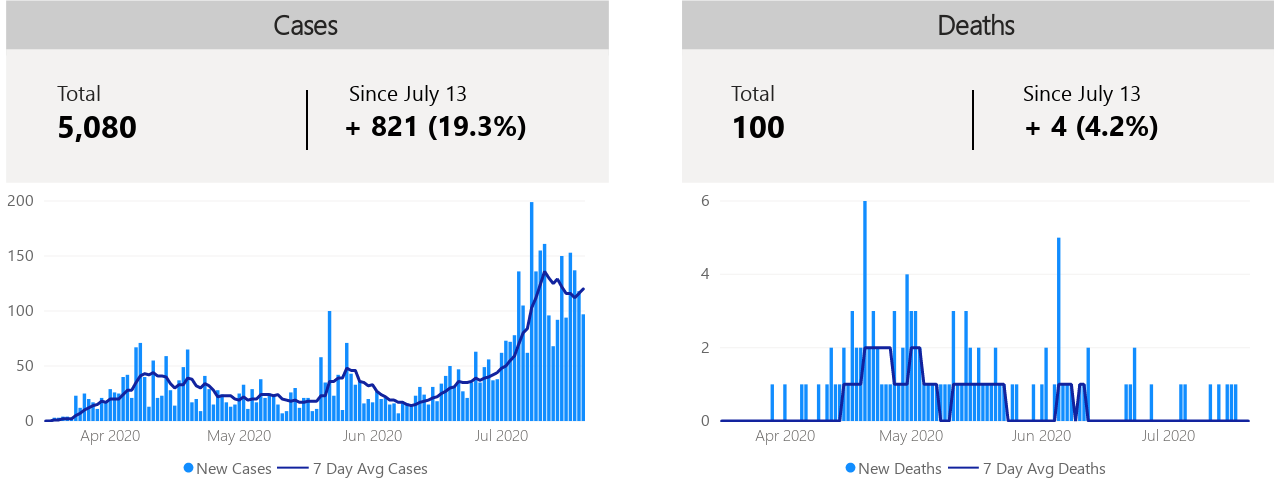 Cases
Total
5,080
Since July 13
+ 821 (19.3%)
200
150
100
50
0
Apr 2020 May 2020 Jun 2020 Jul 2020
New Cases 7 Day Avg Cases
Deaths
Total
100
Since July 13
+ 4 (4.2%)
6
4
2
0
Apr 2020 May 2020 Jun 2020 Jul 2020
New Deaths 7 Day Avg Deaths